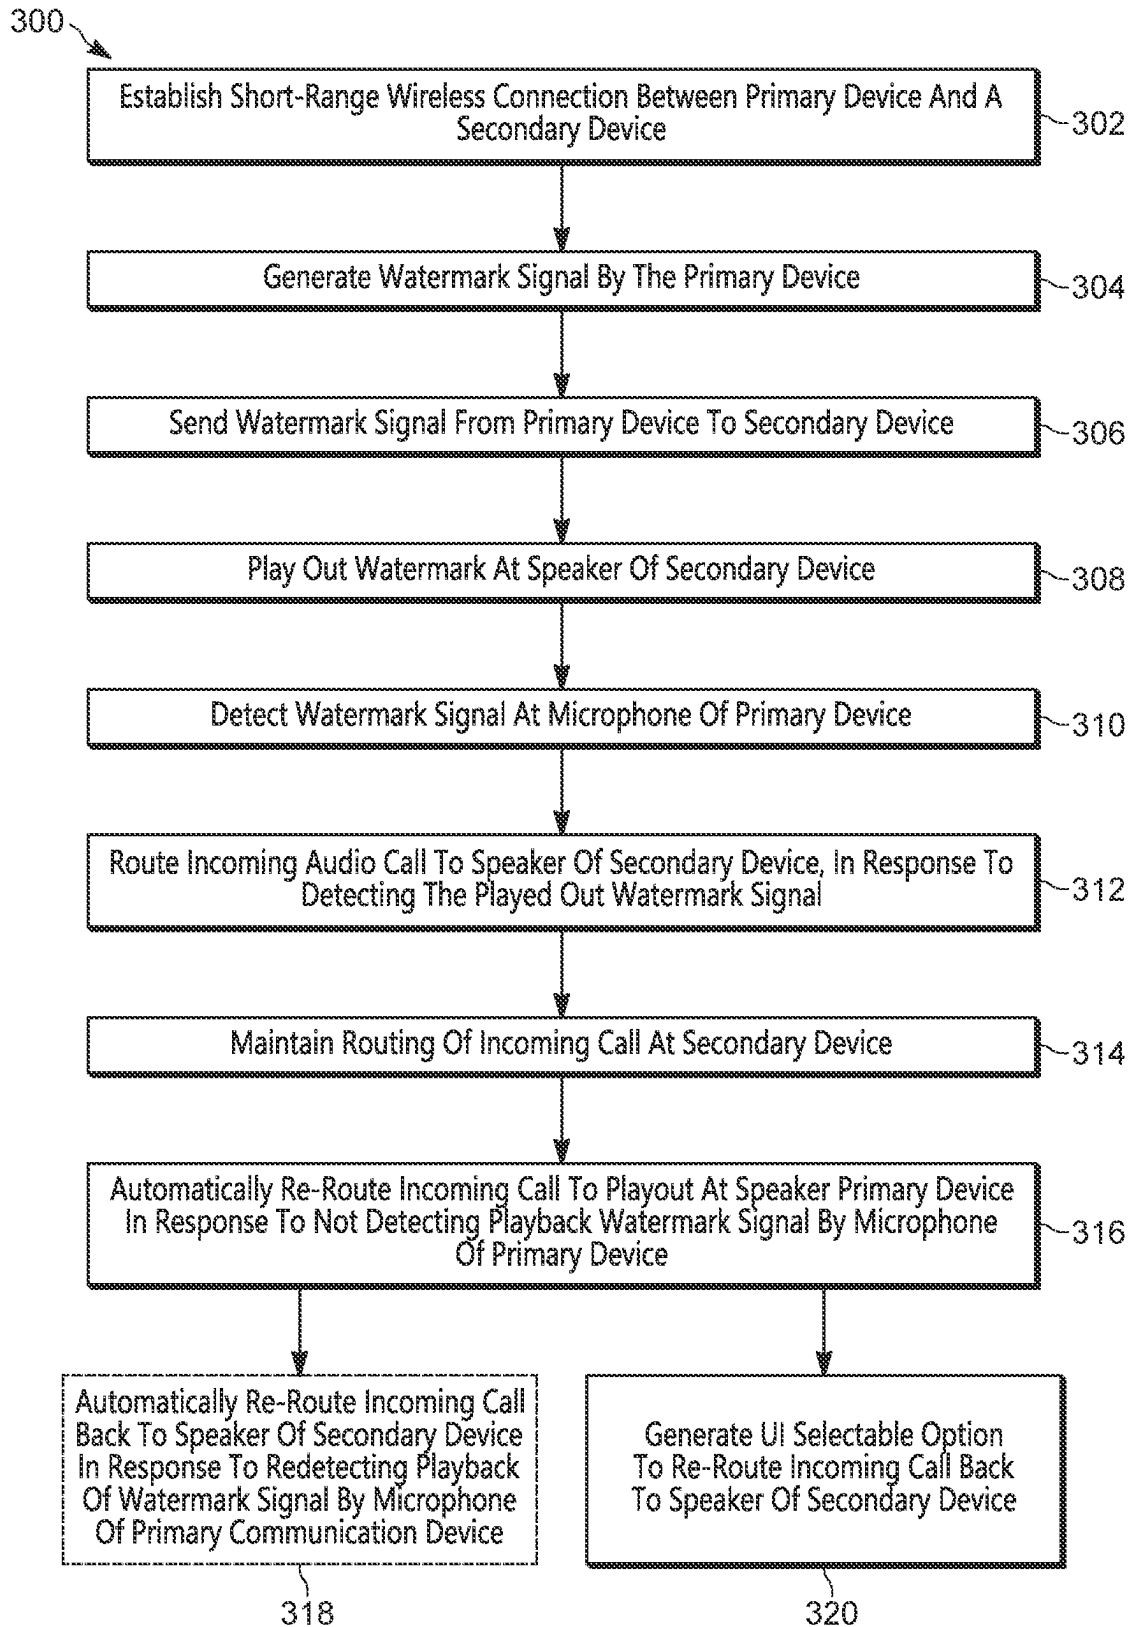 300
Establish Short-Range Wireless Connection Between Primary Device And A
Secondary Device
302
Generate Watermark Signal By The Primary Device
304
Send Watermark Signal From Primary Device To Secondary Device
306
Play Out Watermark At Speaker Of Secondary Device
308
Detect Watermark Signal At Microphone Of Primary Device
310
Route Incoming Audio Call To Speaker Of Secondary Device, In Response To
Detecting The Played Out Watermark Signal
312
Maintain Routing Of Incoming Call At Secondary Device
314
Automatically Re-Route Incoming Call To Playout At Speaker Primary Device
In Response To Not Detecting Playback Watermark Signal By Microphone
Of Primary Device
316
Automatically Re-Route Incoming Call
Back To Speaker Of Secondary Device
In Response To Redetecting Playback
Of Watermark Signal By Microphone
Of Primary Communication Device
318
Generate UI Selectable Option
To Re-Route Incoming Call Back
To Speaker Of Secondary Device
320